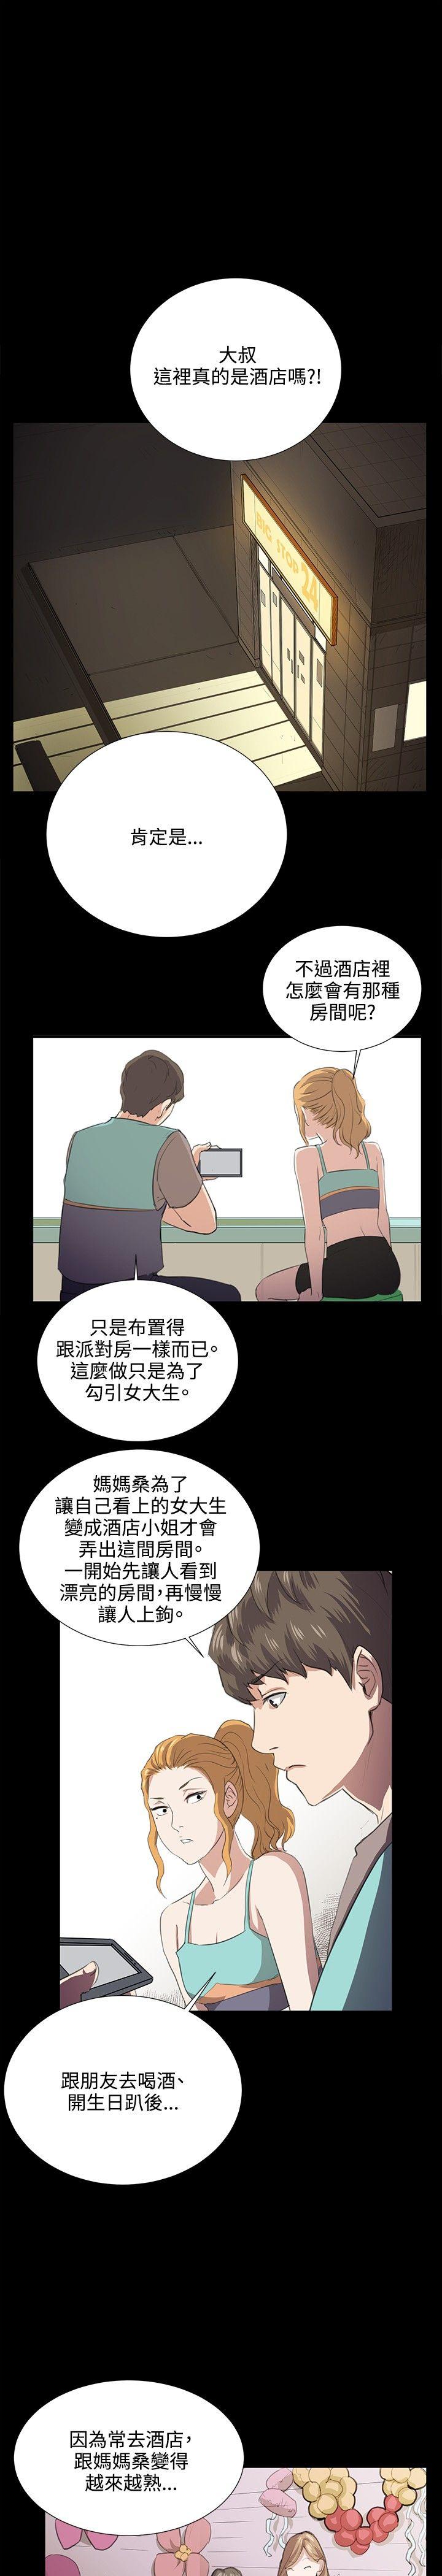 大叔
這裡真的是酒店嗎?!
BIG STOP 24
肯定是...
不過酒店裡
怎麼會有那種
房間呢?
只是布置得
跟派對房一樣而已。
這麼做只是為了
勾引女大生。
媽媽桑為了
讓自己看上的女大生
變成酒店小姐才會
弄出這間房間。
一開始先讓人看到
漂亮的房間,再慢慢
讓人上鉤。
跟朋友去喝酒、
開生日趴後...
因為常去酒店,
跟媽媽桑變得
越來越熟...